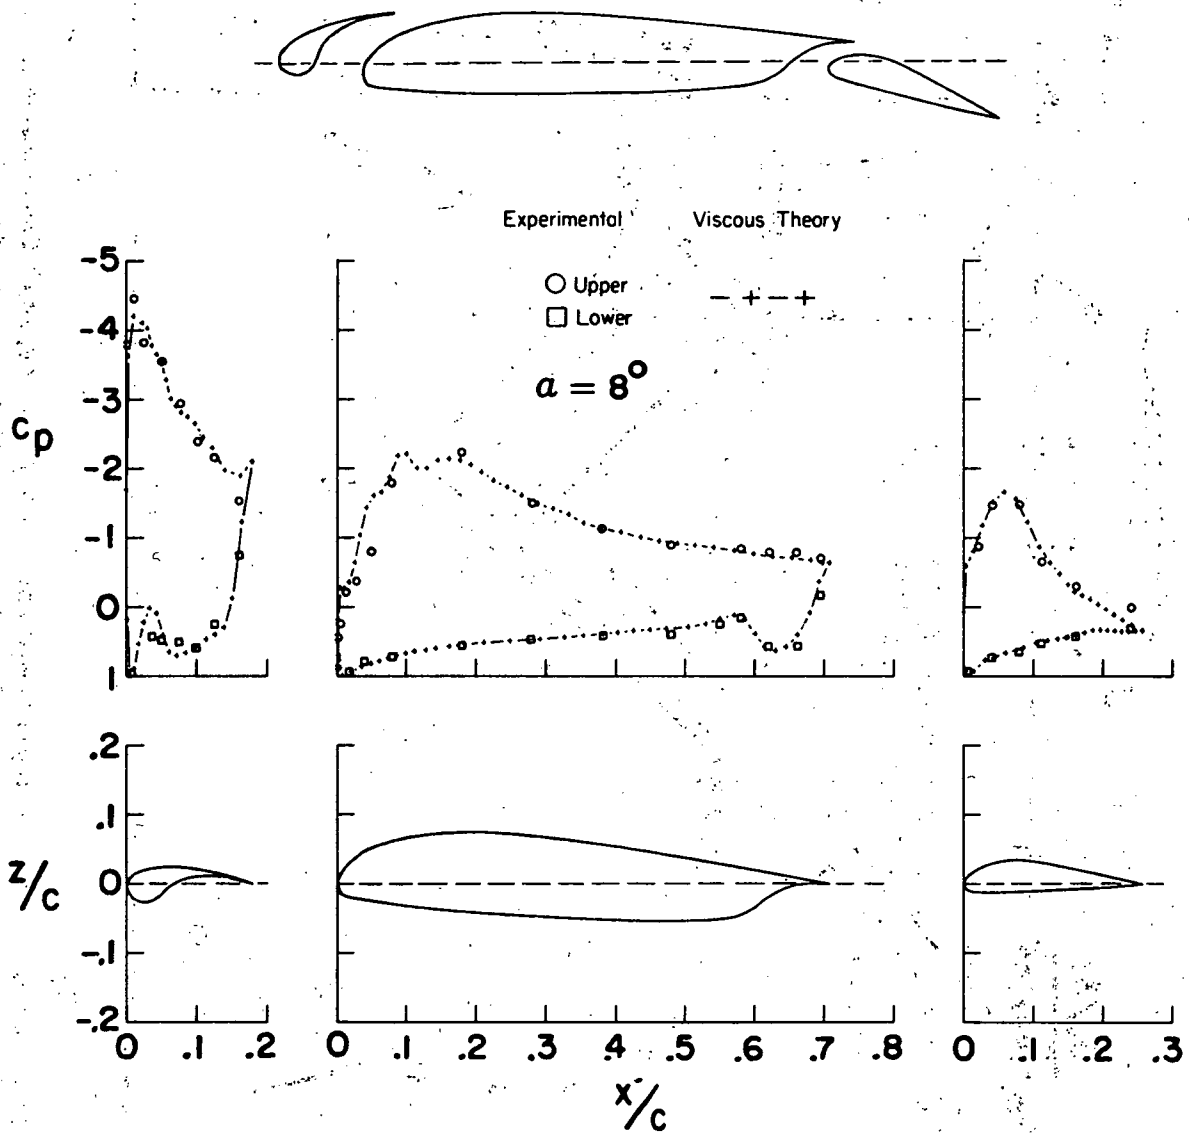 Experimental Viscous Theory
Upper
Lower
a = 8°
-5
-4
-3
-2
-1
0
1
cp
.2
.1
0
-.1
-.2
z/c
0 .1 .2 0 .1 .2 .3 .4 .5 .6 .7 .8 0 .1 .2 .3
x/c